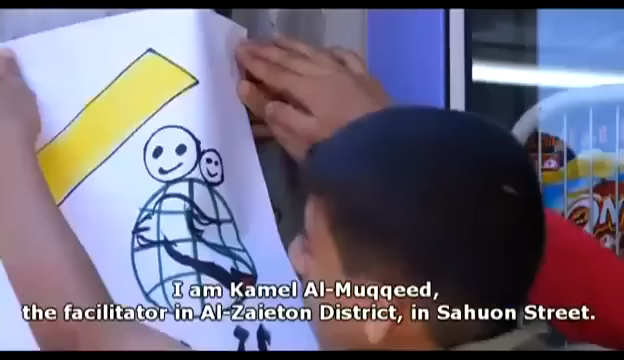 I am Kamel Al-Muqqeed,
the facilitator in Al-Zaieton District, in Sahuon Street.